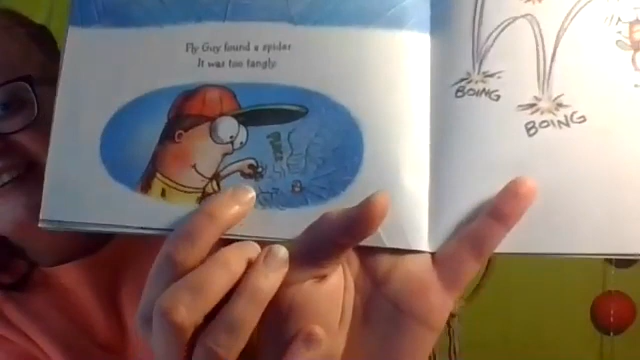 Fly Guy found a spider.
It was too tangly.
BOING
BOING